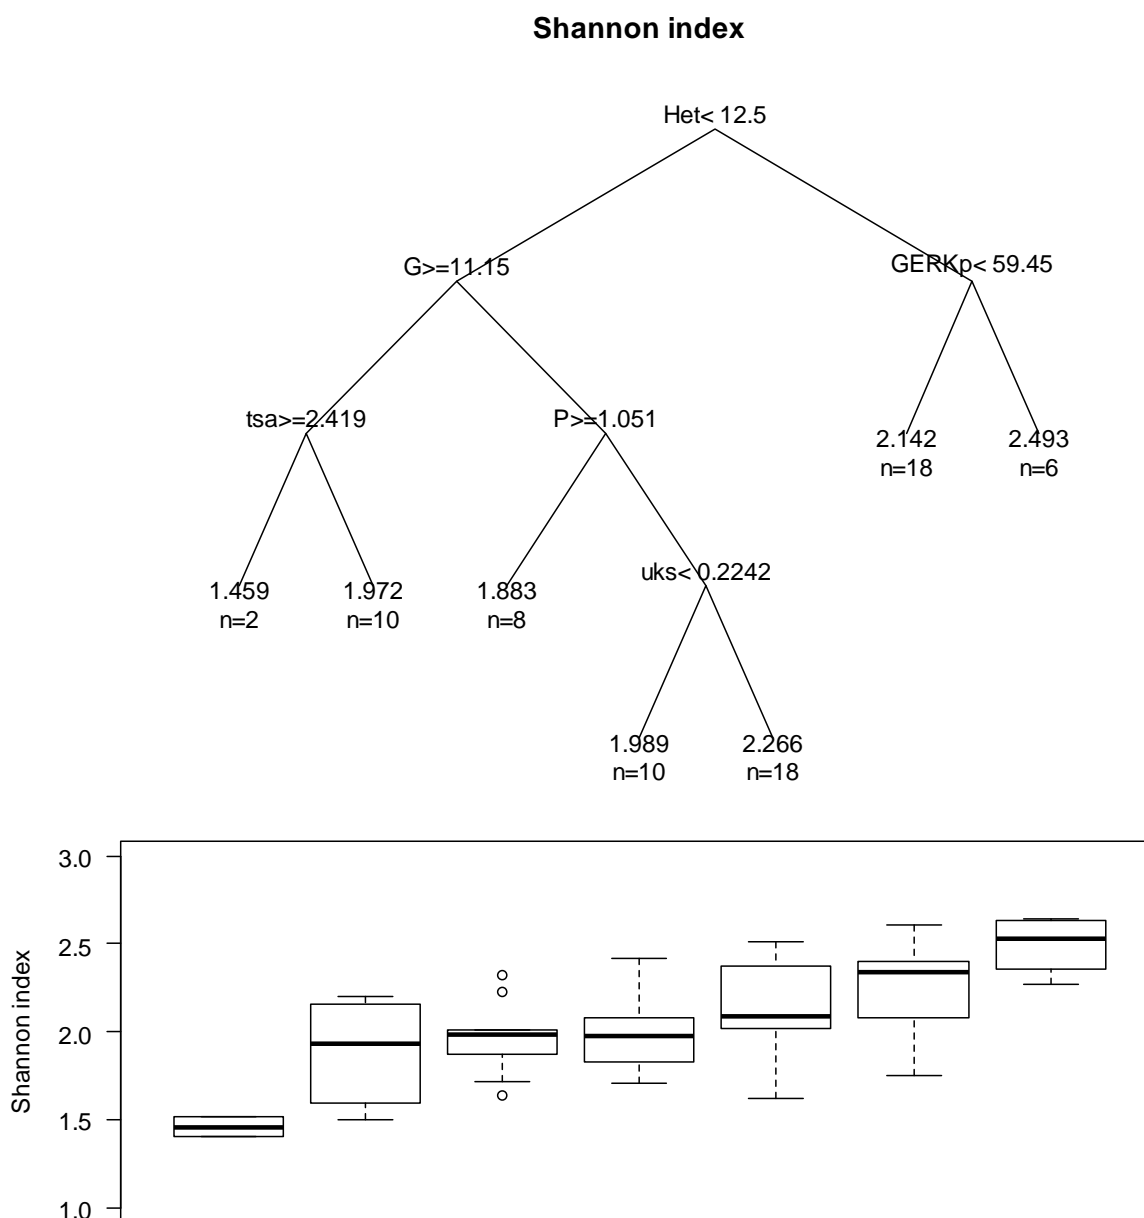 Shannon index
Het< 12.5
G>=11.15
GERKp< 59.45
tsa>=2.419
P>=1.051
2.142
n=18
2.493
n=6
uks< 0.2242
1.459
n=2
1.972
n=10
1.883
n=8
1.989
n=10
2.266
n=18
3.0
2.5
2.0
1.5
1.0
Shannon index